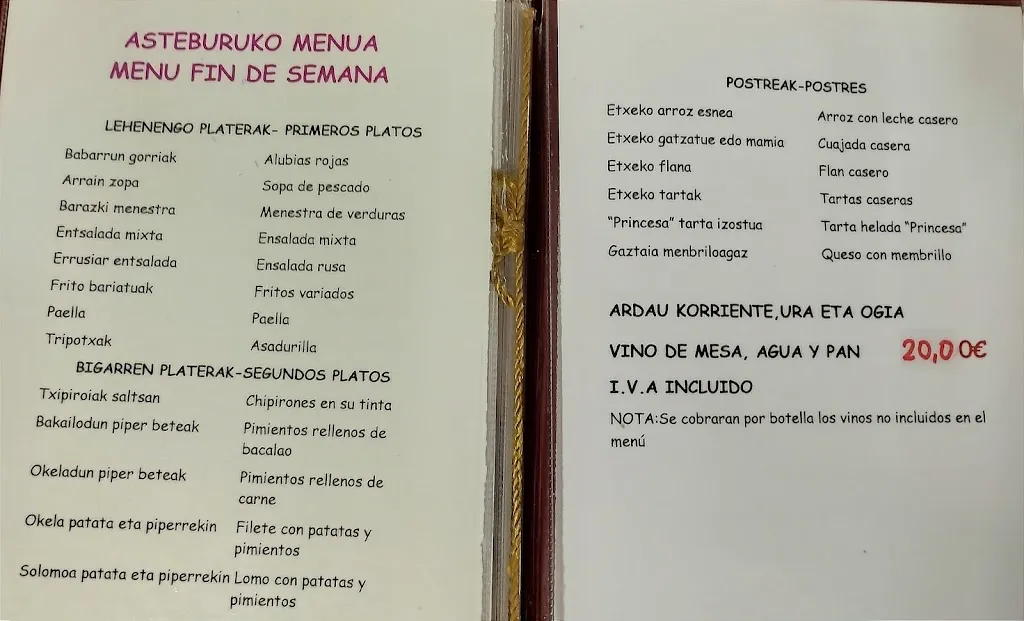 ASTEBURUKO MENUA
MENU FIN DE SEMANA
LEHENENGO PLATERAK- PRIMEROS PLATOS
Babarrun gorriak Alubias rojas
Arrain zopa Sopa de pescado
Barazki menestra Menestra de verduras
Entsalada mixta Ensalada mixta
Errusiar entsalada Ensalada rusa
Frito bariatuak Fritos variados
Paella Paella
Tripotxak Asadurilla
BIGARREN PLATERAK-SEGUNDOS PLATOS
Txipiroiak saltsan Chipirones en su tinta
Bakailodun piper beteak Pimientos rellenos de
bacalao
Okeladun piper beteak Pimientos rellenos de
carne
Okela patata eta piperrekin Filete con patatas y
pimientos
Solomoa patata eta piperrekin Lomo con patatas y
pimientos
POSTREAK-POSTRES
Etxeko arroz esnea Arroz con leche casero
Etxeko gatzatue edo mamia Cuajada casera
Etxeko flana Flan casero
Etxeko tartak Tartas caseras
"Princesa" tarta izostua Tarta helada "Princesa"
Gaztaia menbriloagaz Queso con membrillo
ARDAU KORRIENTE,URA ETA OGIA
VINO DE MESA, AGUA Y PAN 20,00€
I.V.A INCLUIDO
NOTA:Se cobraran por botella los vinos no incluidos en el
menú